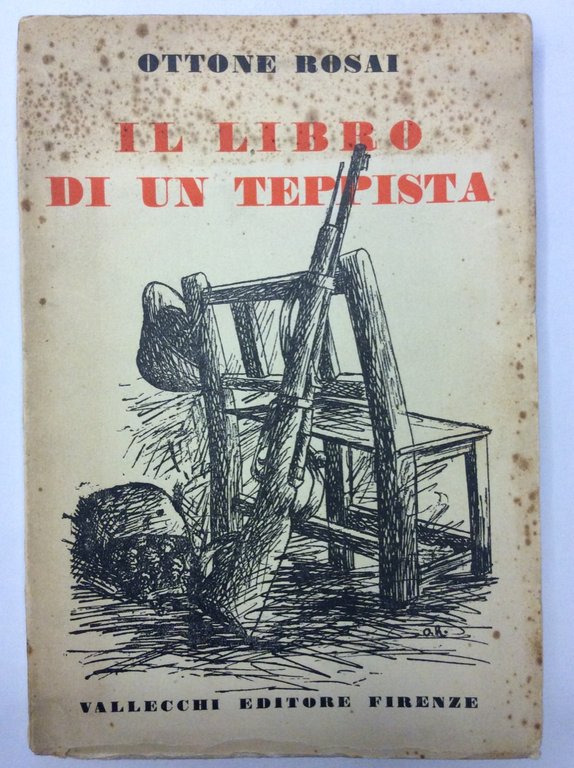 OTTONE ROSAI
IL LIBRO
DI UN TEPPISTA
O.R.
VALLECCHI EDITORE FIRENZE